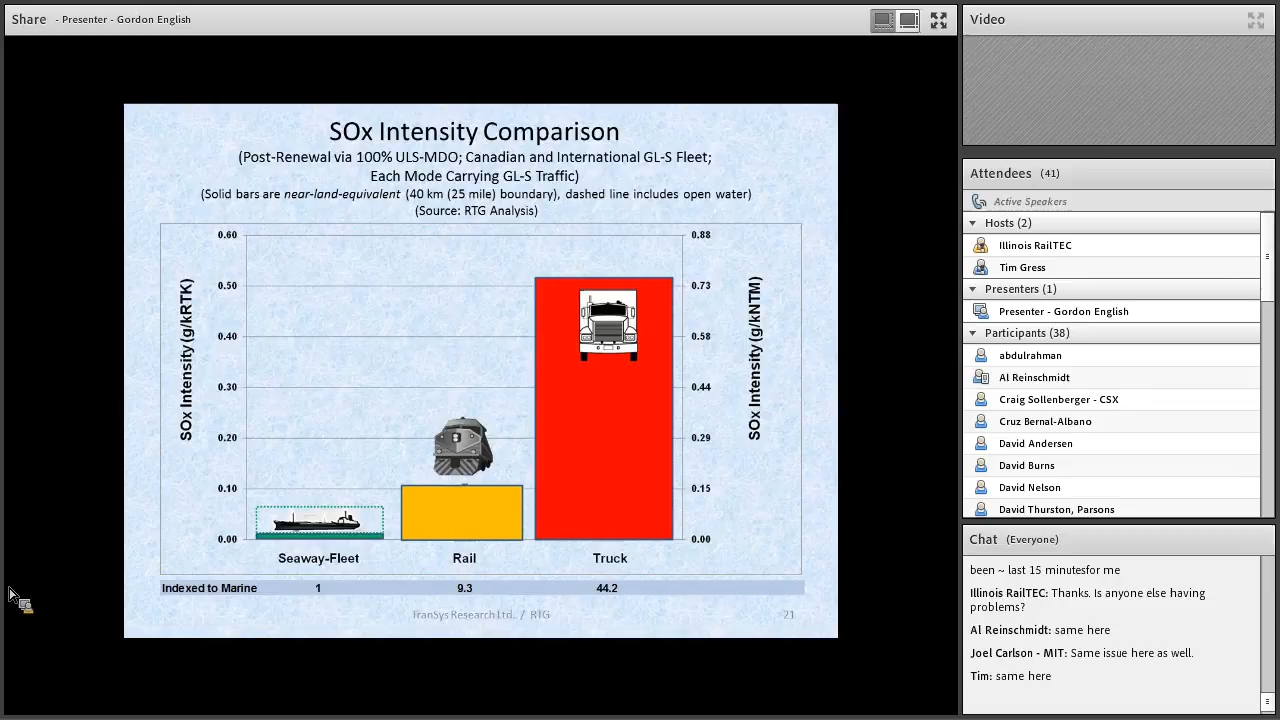 Share - Presenter - Gordon English
SOx Intensity Comparison
(Post-Renewal via 100% ULS-MDO; Canadian and International GL-S Fleet;
Each Mode Carrying GL-S Traffic)
(Solid bars are near-land-equivalent (40 km (25 mile) boundary), dashed line includes open water)
(Source: RTG Analysis)
SOx Intensity (g/kRTK)
0.60
0.50
0.40
0.30
0.20
0.10
0.00
0.88
0.73
0.58
0.44
0.29
0.15
0.00
SOx Intensity (g/kNTM)
Seaway-Fleet Rail Truck
Indexed to Marine 1 9.3 44.2
TranSys Research Ltd. / RTG 21
Video
Attendees (41)
Active Speakers
Hosts (2)
Illinois RailTEC
Tim Gress
Presenters (1)
Presenter - Gordon English
Participants (38)
abdulrahman
Al Reinschmidt
Craig Sollenberger - CSX
Cruz Bernal-Albano
David Andersen
David Burns
David Nelson
David Thurston, Parsons
Chat (Everyone)
been ~ last 15 minutesfor me
Illinois RailTEC: Thanks. Is anyone else having
problems?
Al Reinschmidt: same here
Joel Carlson - MIT: Same issue here as well.
Tim: same here